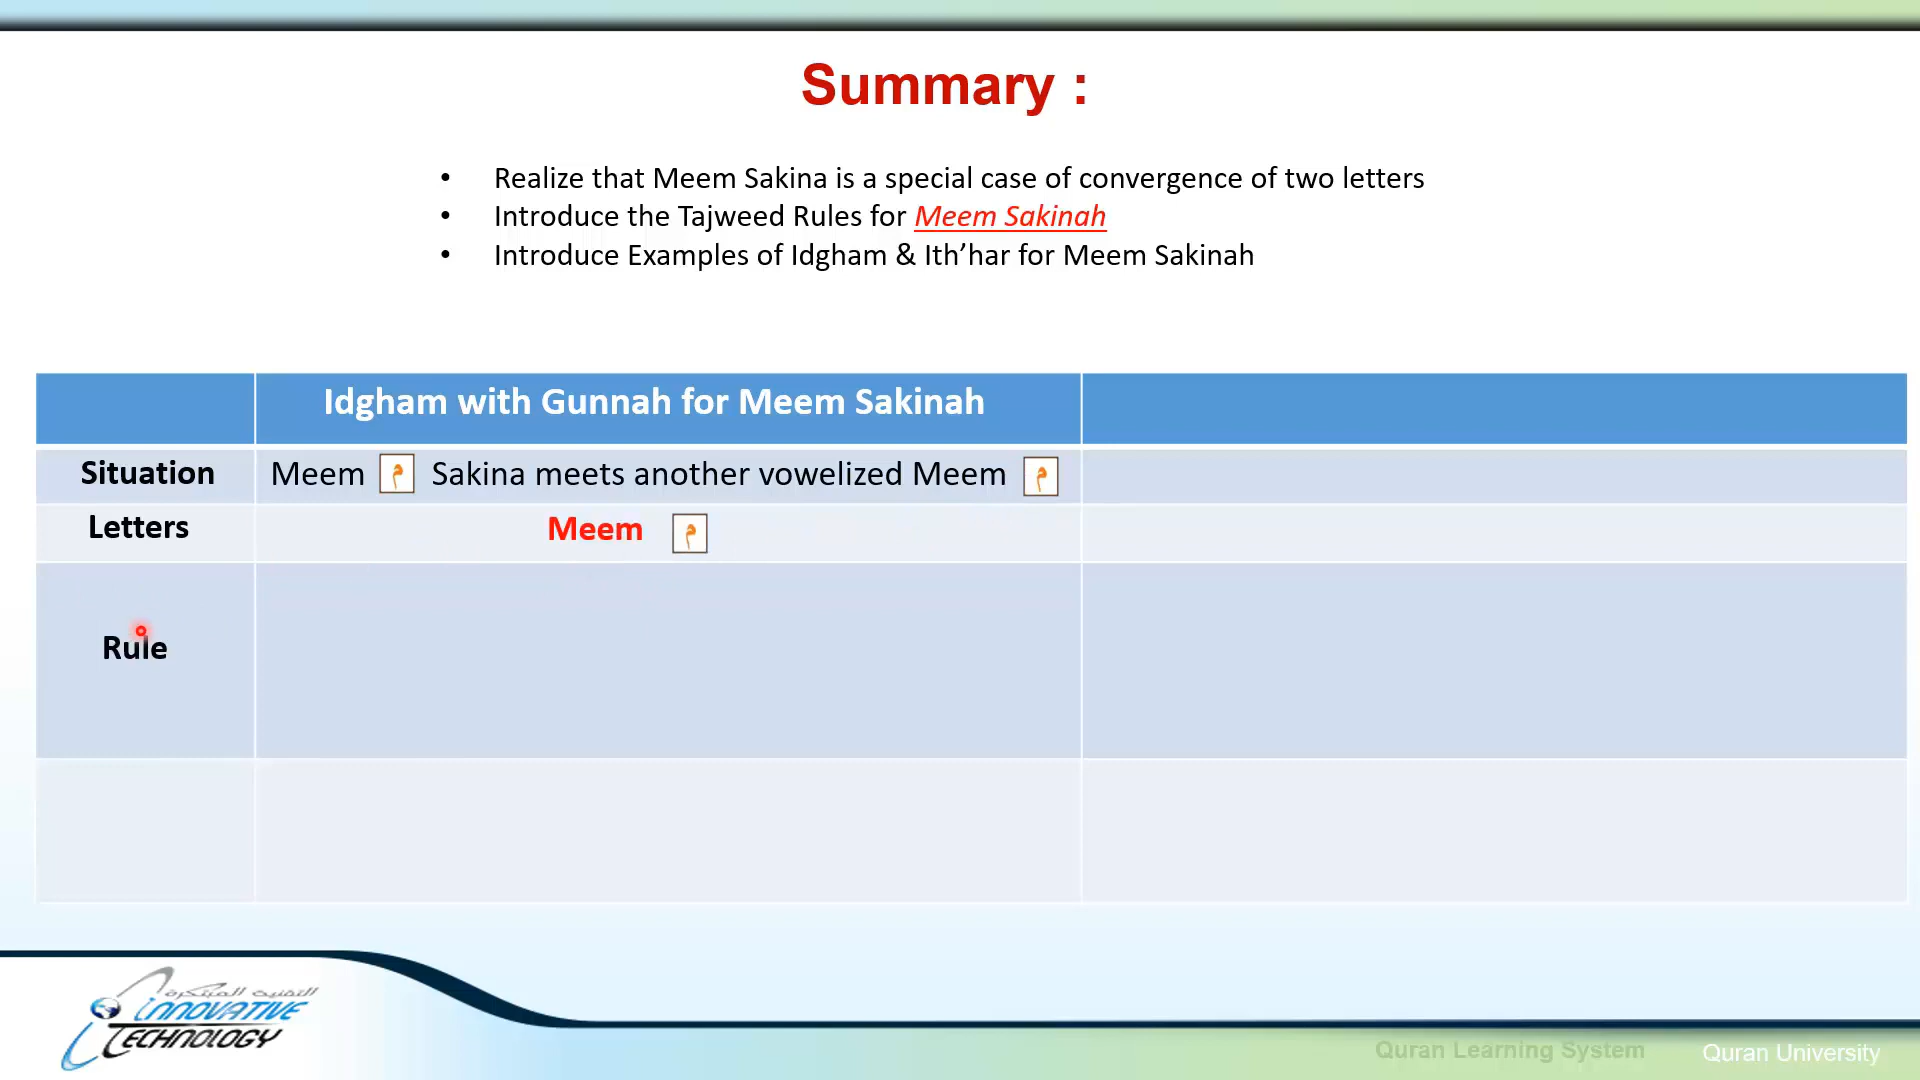 Summary :
• Realize that Meem Sakina is a special case of convergence of two letters
• Introduce the Tajweed Rules for Meem Sakinah
• Introduce Examples of Idgham & Ith’har for Meem Sakinah
Idgham with Gunnah for Meem Sakinah
Situation
Meem م Sakina meets another vowelized Meem م
Letters
Meem م
Rule
التقنية المبتكرة
INNOVATIVE
TECHNOLOGY
Quran Learning System
Quran University